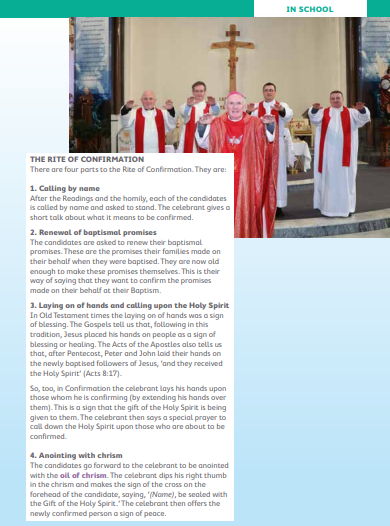 IN SCHOOL
THE RITE OF CONFIRMATION
There are four parts to the Rite of Confirmation. They are:
1. Calling by name
After the Readings and the homily, each of the candidates
is called by name and asked to stand. The celebrant gives a
short talk about what it means to be confirmed.
2. Renewal of baptismal promises
The candidates are asked to renew their baptismal
promises. These are the promises their families made on
their behalf when they were baptised. They are now old
enough to make these promises themselves. This is their
way of saying that they want to confirm the promises
made on their behalf at their Baptism.
3. Laying on of hands and calling upon the Holy Spirit
In Old Testament times the laying on of hands was a sign
of blessing. The Gospels tell us that, following in this
tradition, Jesus placed his hands on people as a sign of
blessing or healing. The Acts of the Apostles also tells us
that, after Pentecost, Peter and John laid their hands on
the newly baptised followers of Jesus, 'and they received
the Holy Spirit' (Acts 8:17).
So, too, in Confirmation the celebrant lays his hands upon
those whom he is confirming (by extending his hands over
them). This is a sign that the gift of the Holy Spirit is being
given to them. The celebrant then says a special prayer to
call down the Holy Spirit upon those who are about to be
confirmed.
4. Anointing with chrism
The candidates go forward to the celebrant to be anointed
with the oil of chrism. The celebrant dips his right thumb
in the chrism and makes the sign of the cross on the
forehead of the candidate, saying, '(Name), be sealed with
the Gift of the Holy Spirit.' The celebrant then offers the
newly confirmed person a sign of peace.